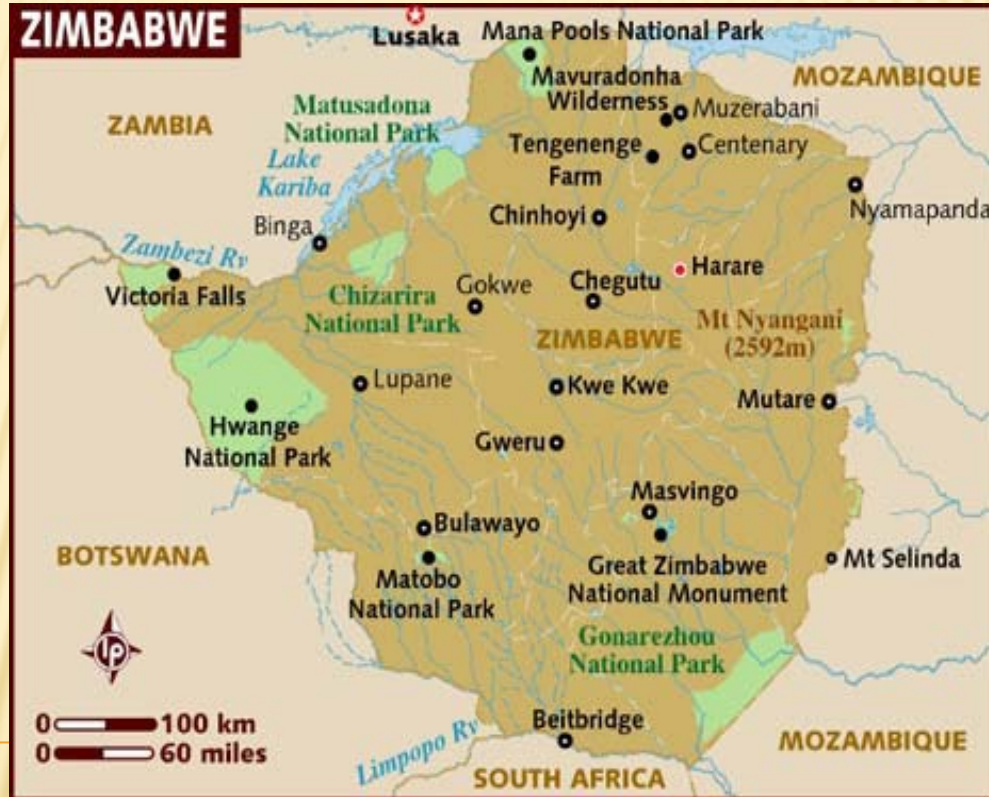 ZIMBABWE
Lusaka
Mana Pools National Park
MOZAMBIQUE
Mavuradonha
Wilderness
Muzerabani
Matusadona
National Park
ZAMBIA
Lake
Kariba
Tengenenge
Farm
Centenary
Nyamapanda
Chinhoyi
Binga
Zambezi Rv
Victoria Falls
Harare
Gokwe
Chegutu
Chizarira
National Park
Mt Nyangani
(2592m)
ZIMBABWE
Lupane
Kwe Kwe
Mutare
Hwange
National Park
Gweru
Masvingo
Bulawayo
BOTSWANA
Great Zimbabwe
National Monument
Mt Selinda
Matobo
National Park
lp
Gonarezhou
National Park
0 100 km
0 60 miles
Beitbridge
Limpopo Rv
MOZAMBIQUE
SOUTH AFRICA